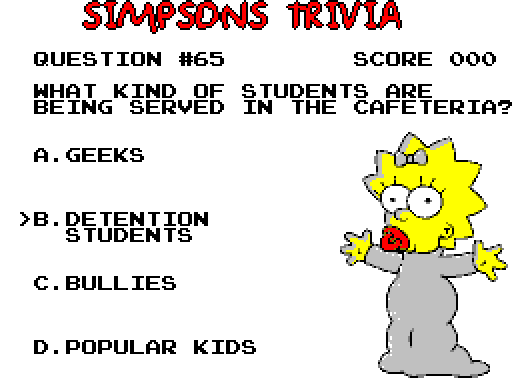 SIMPSONS TRIVIA
QUESTION #65 SCORE 000
WHAT KIND OF STUDENTS ARE
BEING SERVED IN THE CAFETERIA?
A.GEEKS
>B.DETENTION
STUDENTS
C.BULLIES
D.POPULAR KIDS